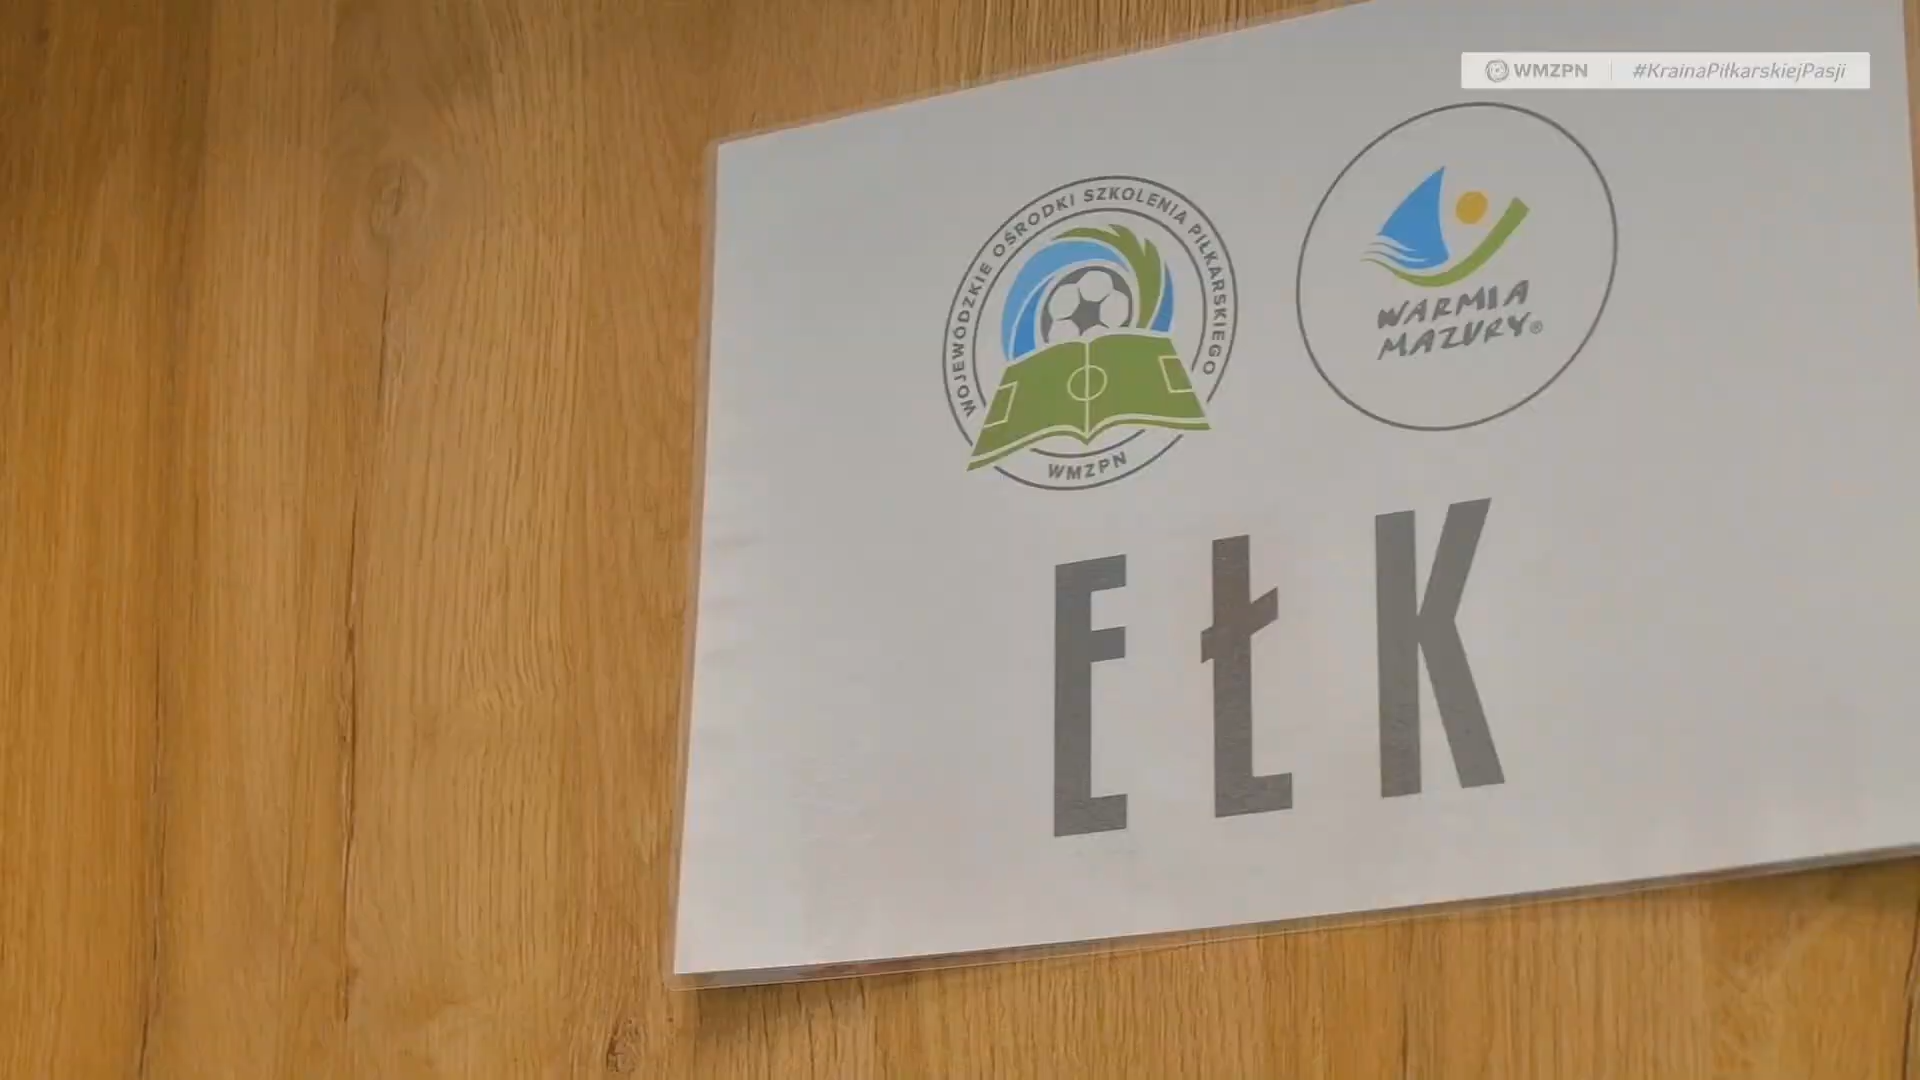 WMZPN #KrainaPiłkarskiejPasji
WOJEWÓDZKIE OŚRODKI SZKOLENIA PIŁKARSKIEGO
WMZPN
WARMIA
MAZURY®
EŁK